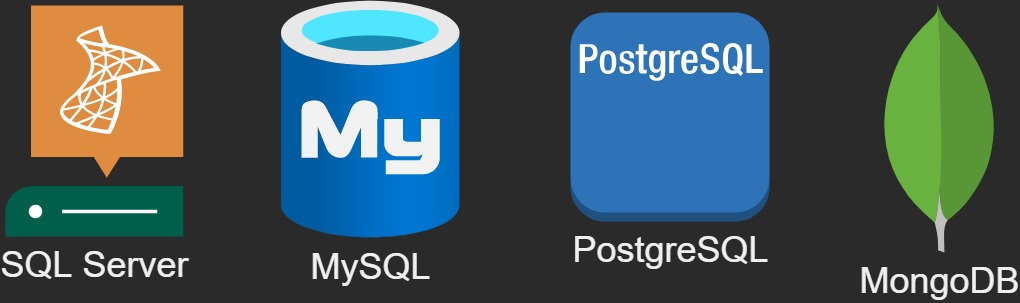 My
PostgreSQL
SQL Server
MySQL
PostgreSQL
MongoDB